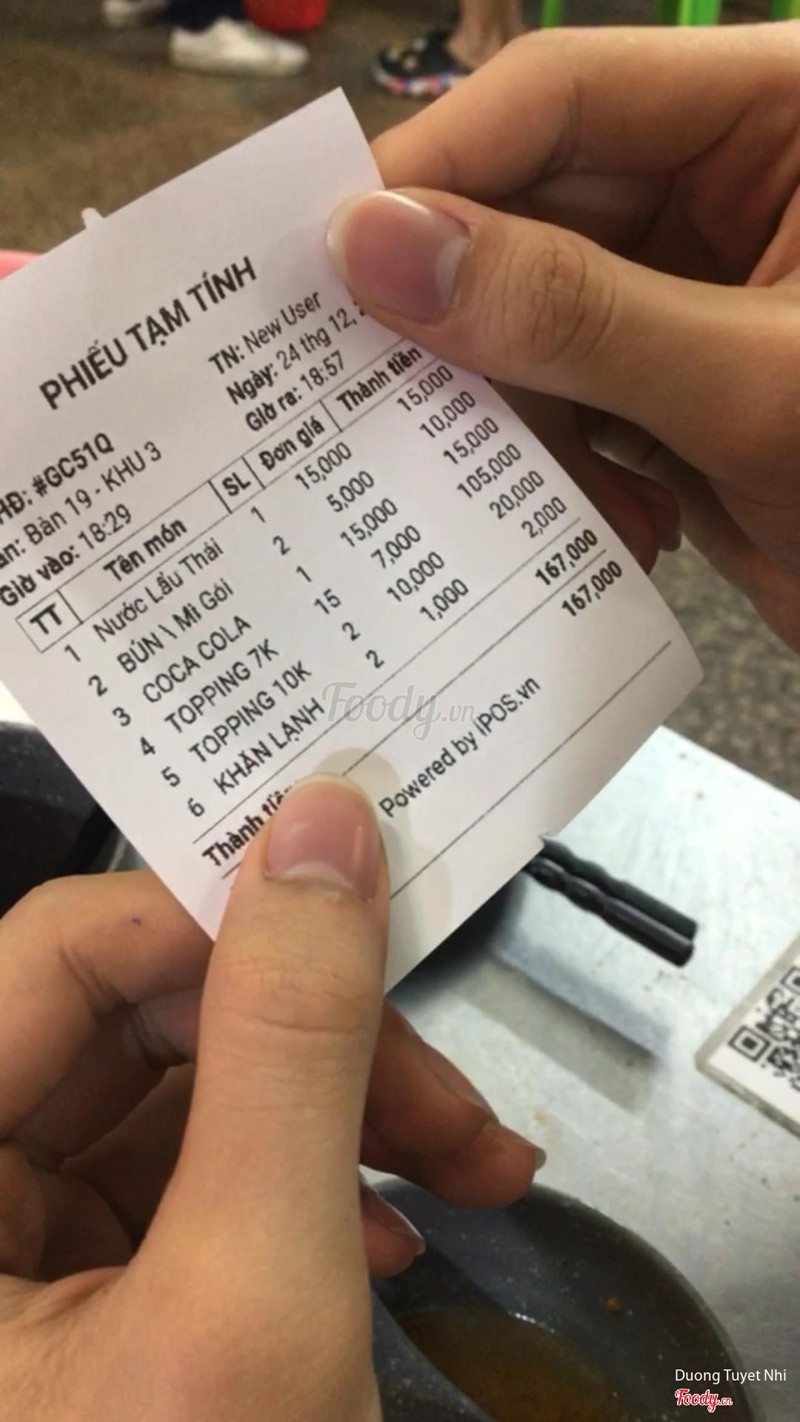 PHIẾU TẠM TÍNH
TN: New User
HĐ: #GC51Q Ngày: 24 thg 12,
Bàn 19 - KHU 3 Giờ ra: 18:57
Giờ vào: 18:29
TT Tên món SL Đơn giá Thành tiền
1 Nước Lẩu Thái 1 15,000 15,000
2 BÚN \ Mì Gói 2 5,000 10,000
3 COCA COLA 1 15,000 15,000
4 TOPPING 7K 15 7,000 105,000
5 TOPPING 10K 2 10,000 20,000
6 KHĂN LẠNH 2 1,000 2,000
Thành 167,000
167,000
Powered by iPOS.vn
Foody.vn
Duong Tuyet Nhi
Foody.vn